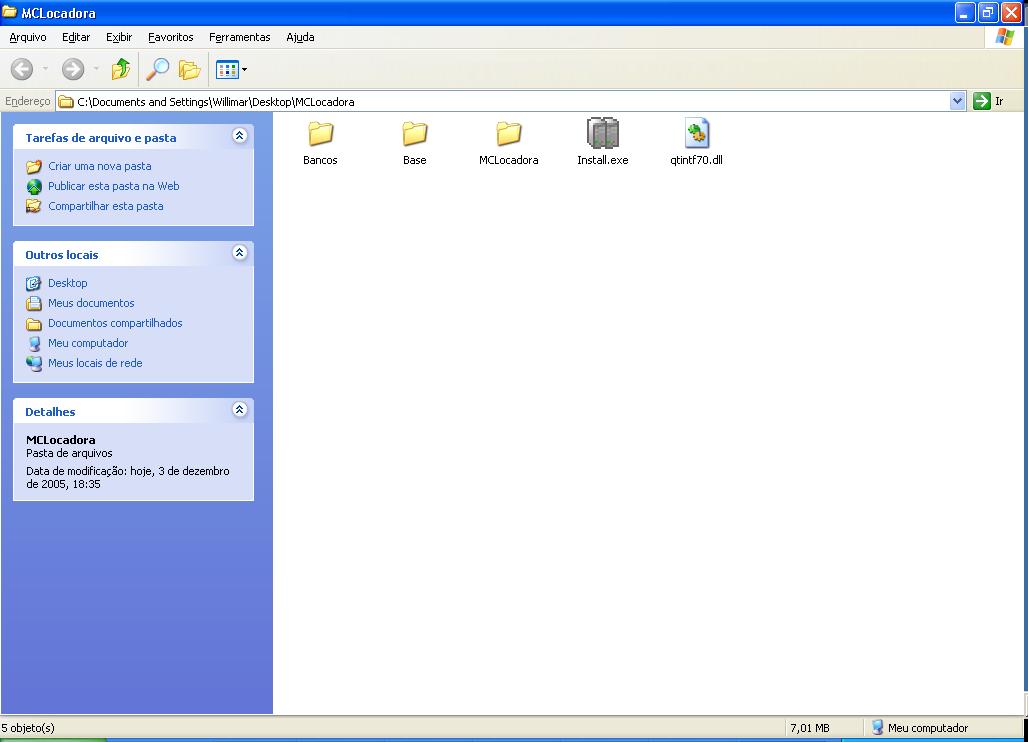 MCLocadora
Arquivo Editar Exibir Favoritos Ferramentas Ajuda
Endereço C:\Documents and Settings\Willimar\Desktop\MCLocadora Ir
Tarefas de arquivo e pasta
Criar uma nova pasta
Publicar esta pasta na Web
Compartilhar esta pasta
Outros locais
Desktop
Meus documentos
Documentos compartilhados
Meu computador
Meus locais de rede
Detalhes
MCLocadora
Pasta de arquivos
Data de modificação: hoje, 3 de dezembro
de 2005, 18:35
Bancos Base MCLocadora Install.exe qtintf70.dll
5 objeto(s) 7,01 MB Meu computador